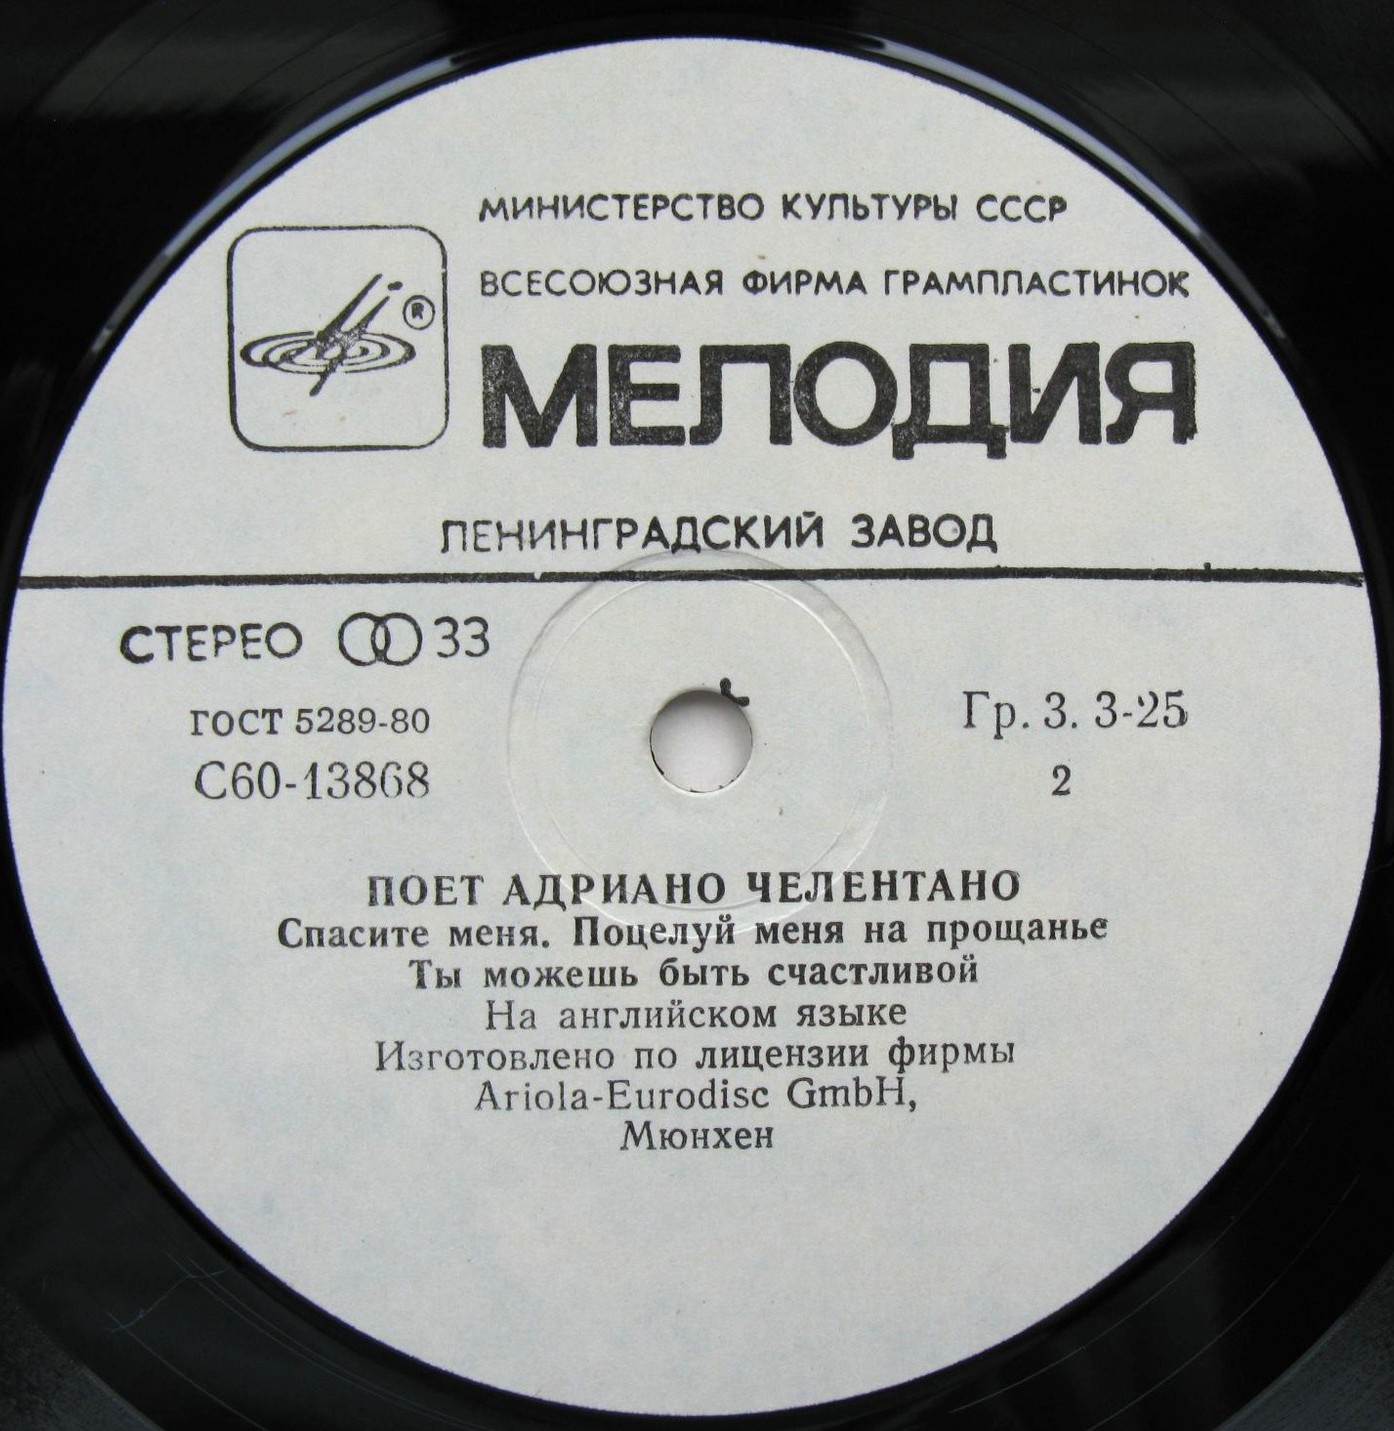 МИНИСТЕРСТВО КУЛЬТУРЫ СССР
ВСЕСОЮЗНАЯ ФИРМА ГРАМПЛАСТИНОК
®
МЕЛОДИЯ
ЛЕНИНГРАДСКИЙ ЗАВОД
СТЕРЕО 33
ГОСТ 5289-80
С60-13868
Гр. 3. 3-25
2
ПОЕТ АДРИАНО ЧЕЛЕНТАНО
Спасите меня. Поцелуй меня на прощанье
Ты можешь быть счастливой
На английском языке
Изготовлено по лицензии фирмы
Ariola-Eurodisc GmbH,
Мюнхен